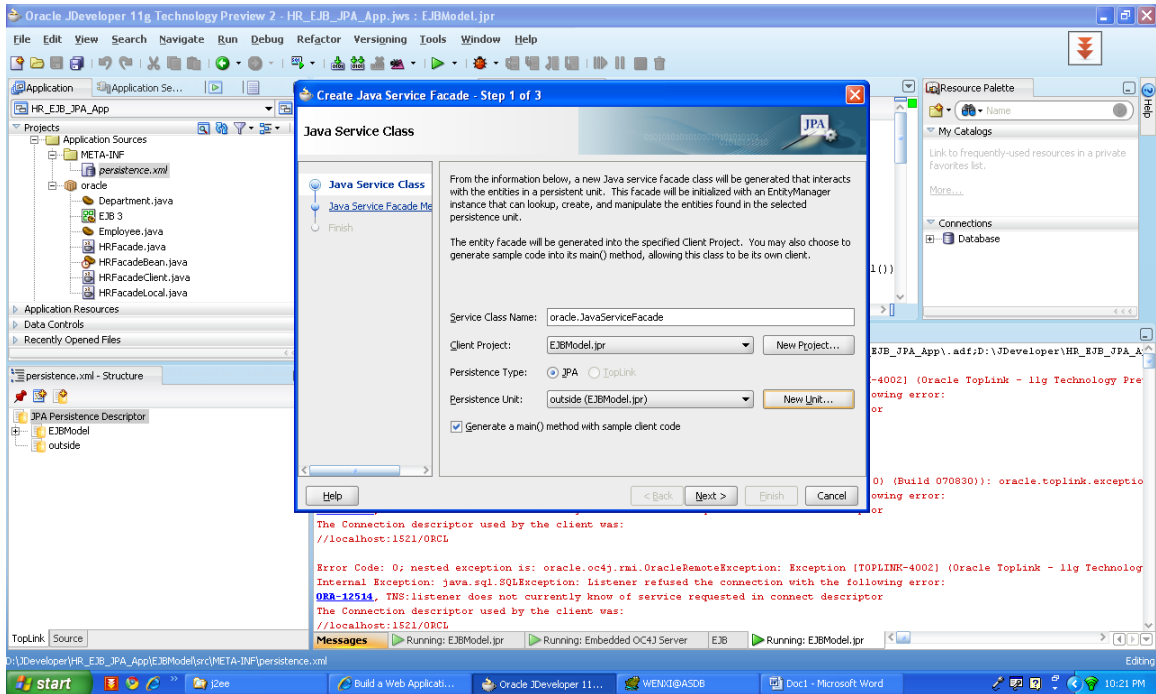 Oracle JDeveloper 11g Technology Preview 2 - HR_EJB_JPA_App.jws : EJBModel.jpr
File Edit View Search Navigate Run Debug Refactor Versioning Tools Window Help
Application
Application Se...
HR_EJB_JPA_App
Projects
Application Sources
META-INF
persistence.xml
oracle
Department.java
EJB 3
Employee.java
HRFacade.java
HRFacadeBean.java
HRFacadeClient.java
HRFacadeLocal.java
Application Resources
Data Controls
Recently Opened Files
persistence.xml - Structure
JPA Persistence Descriptor
EJBModel
outside
TopLink Source
Create Java Service Facade - Step 1 of 3
Java Service Class
JPA
Java Service Class
Java Service Facade Me
Finish
From the information below, a new Java service facade class will be generated that interacts
with the entities in a persistent unit. This facade will be initialized with an EntityManager
instance that can lookup, create, and manipulate the entities found in the selected
persistence unit.
The entity facade will be generated into the specified Client Project. You may also choose to
generate sample code into its main() method, allowing this class to be its own client.
Service Class Name: oracle.JavaServiceFacade
Client Project: EJBModel.jpr New Project...
Persistence Type: JPA TopLink
Persistence Unit: outside (EJBModel.jpr) New Unit...
Generate a main() method with sample client code
Help < Back Next > Finish Cancel
Resource Palette
Name
Help
My Catalogs
Link to frequently-used resources in a private
favorites list.
More...
Connections
Database
l())
EJB_JPA_App\.adf;D:\JDeveloper\HR_EJB_JPA_A
-4002] (Oracle TopLink - 11g Technology Pre
owing error:
or
0) (Build 070830)): oracle.toplink.exceptio
owing error:
or
The Connection descriptor used by the client was:
//localhost:1521/ORCL
Error Code: 0; nested exception is: oracle.oc4j.rmi.OracleRemoteException: Exception [TOPLINK-4002] (Oracle TopLink - 11g Technolog
Internal Exception: java.sql.SQLException: Listener refused the connection with the following error:
ORA-12514, TNS:listener does not currently know of service requested in connect descriptor
The Connection descriptor used by the client was:
//localhost:1521/ORCL
Messages Running: EJBModel.jpr Running: Embedded OC4J Server EJB Running: EJBModel.jpr
D:\JDeveloper\HR_EJB_JPA_App\EJBModel\src\META-INF\persistence.xml
Editing
start
j2ee
Build a Web Applicati...
Oracle JDeveloper 11...
WENXI@ASDB
Doc1 - Microsoft Word
10:21 PM